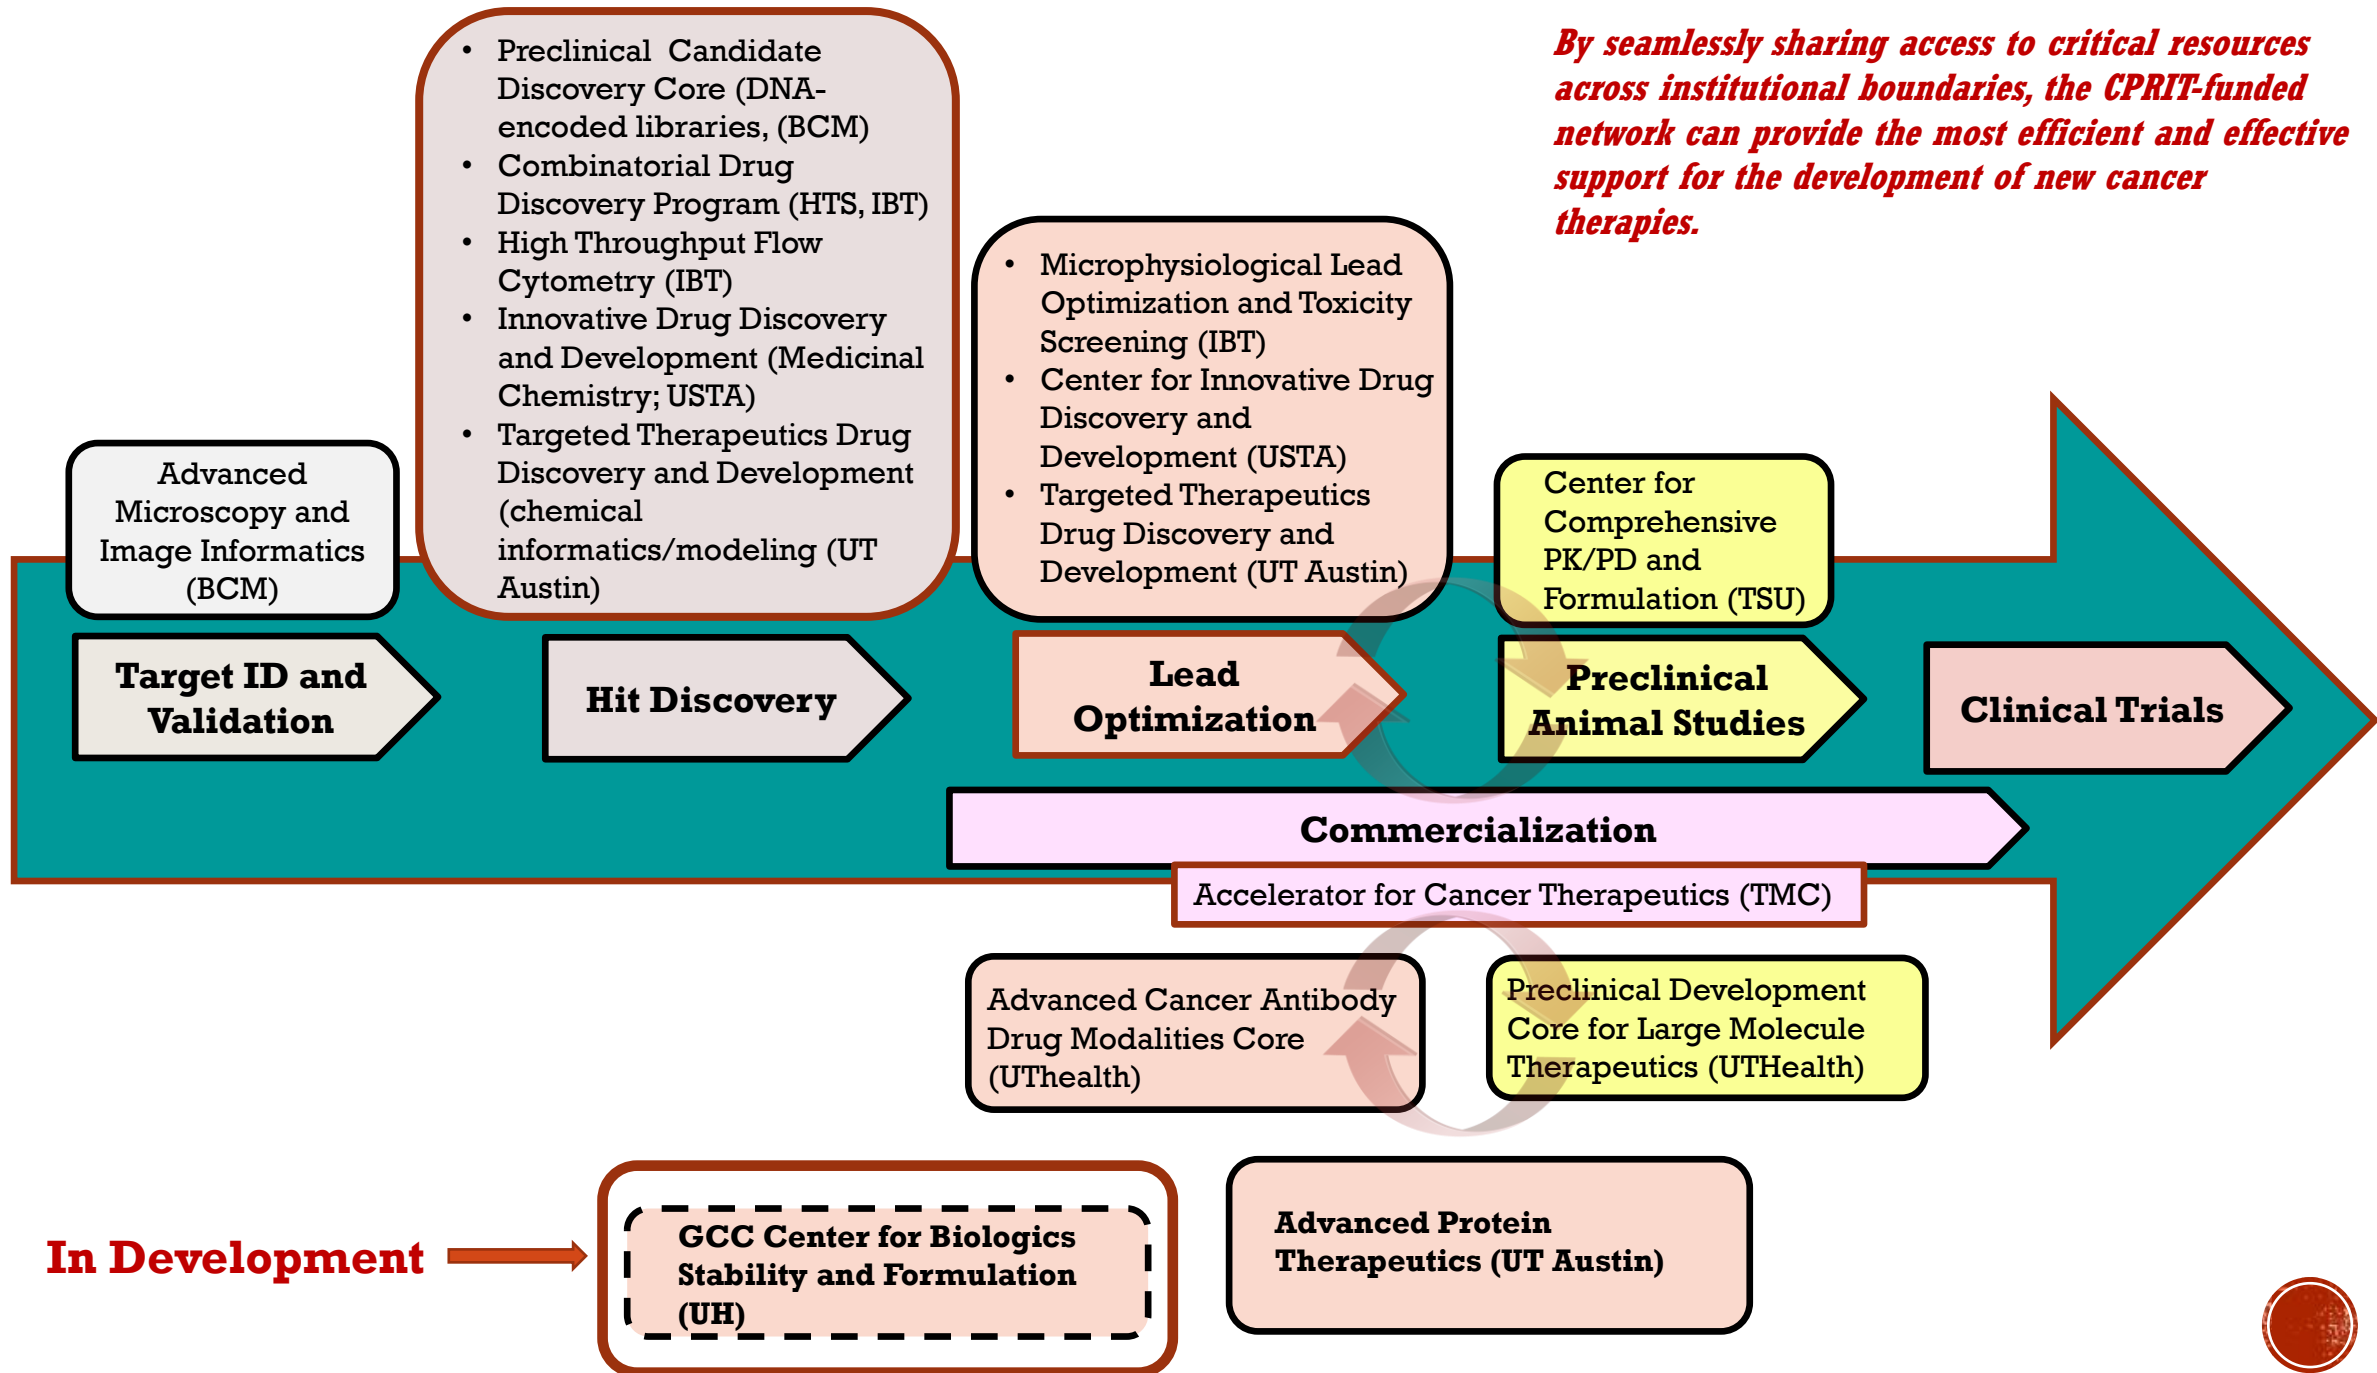 By seamlessly sharing access to critical resources
across institutional boundaries, the CPRIT-funded
network can provide the most efficient and effective
support for the development of new cancer
therapies.
• Preclinical Candidate
Discovery Core (DNA-
encoded libraries, (BCM)
• Combinatorial Drug
Discovery Program (HTS, IBT)
• High Throughput Flow
Cytometry (IBT)
• Innovative Drug Discovery
and Development (Medicinal
Chemistry; USTA)
• Targeted Therapeutics Drug
Discovery and Development
(chemical
informatics/modeling (UT
Austin)
• Microphysiological Lead
Optimization and Toxicity
Screening (IBT)
• Center for Innovative Drug
Discovery and
Development (USTA)
• Targeted Therapeutics
Drug Discovery and
Development (UT Austin)
Advanced
Microscopy and
Image Informatics
(BCM)
Center for
Comprehensive
PK/PD and
Formulation (TSU)
Target ID and
Validation
Hit Discovery
Lead
Optimization
Preclinical
Animal Studies
Clinical Trials
Commercialization
Accelerator for Cancer Therapeutics (TMC)
Advanced Cancer Antibody
Drug Modalities Core
(UThealth)
Preclinical Development
Core for Large Molecule
Therapeutics (UTHealth)
In Development
GCC Center for Biologics
Stability and Formulation
(UH)
Advanced Protein
Therapeutics (UT Austin)